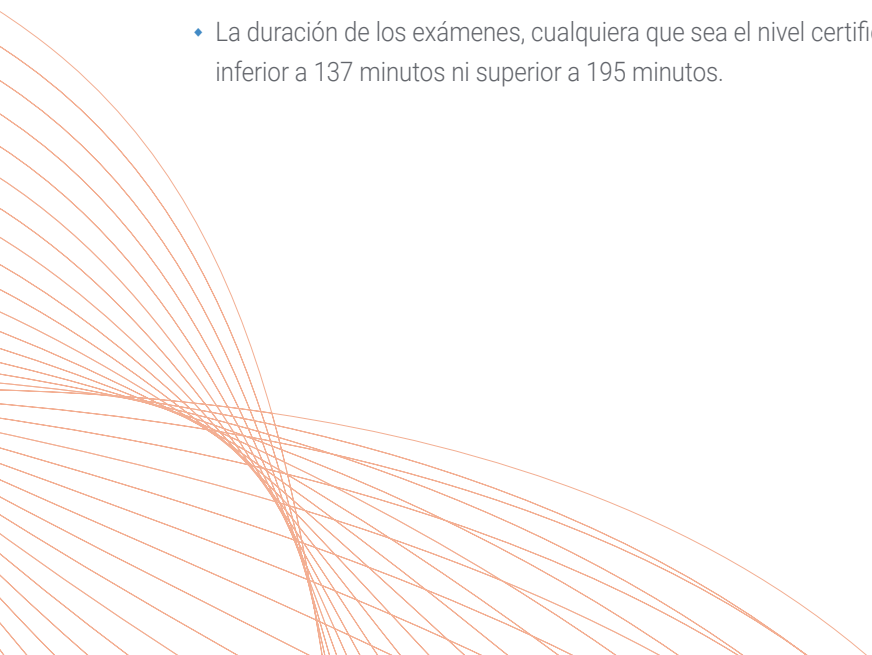 La duración de los exámenes, cualquiera que sea el nivel
inferior a 137 minutos ni superior a 195 minutos.